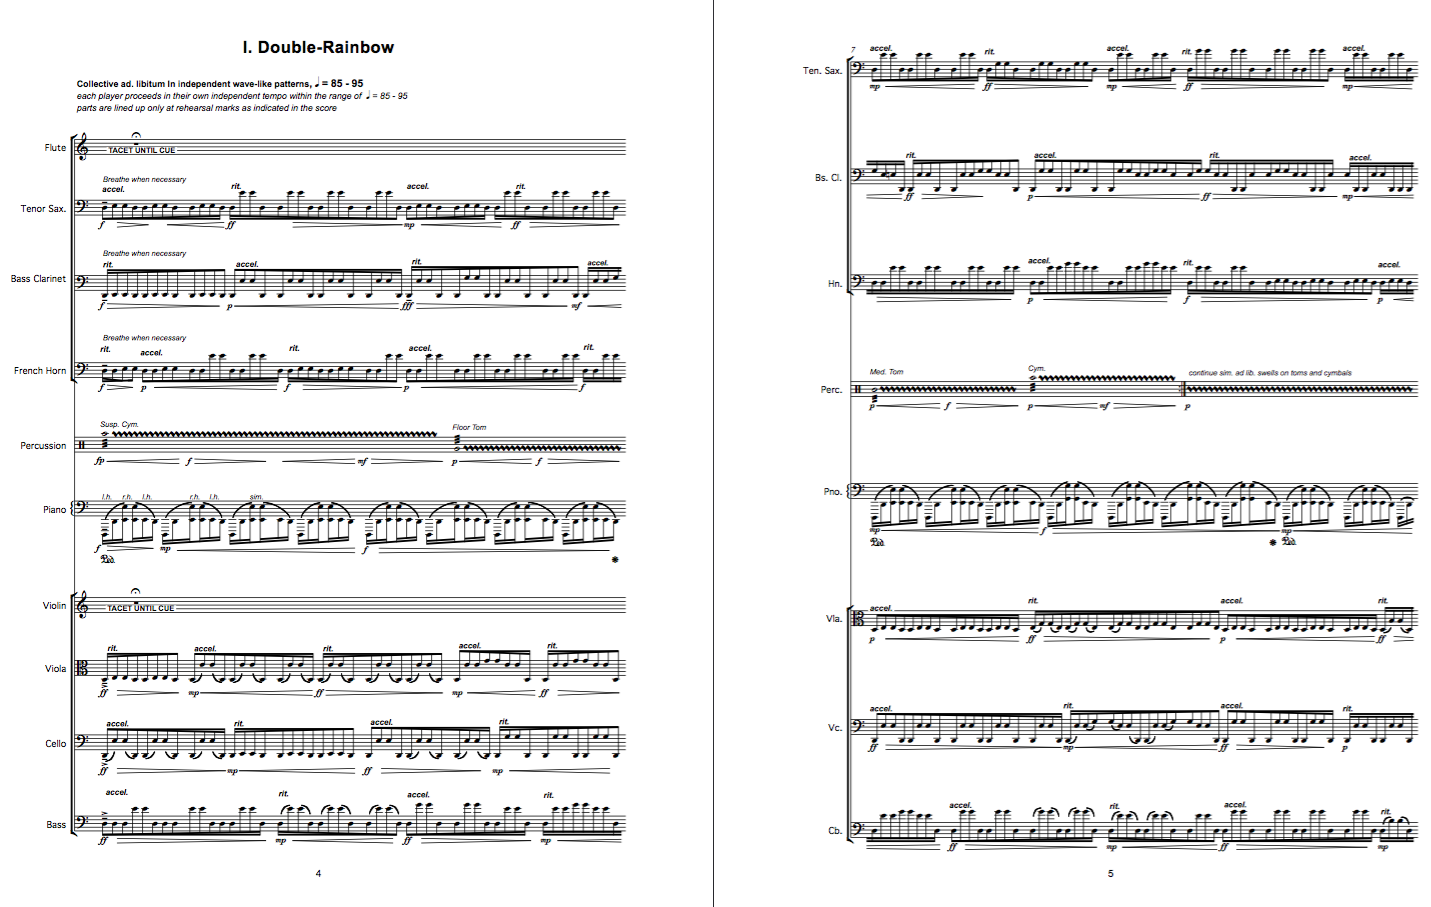 I. Double-Rainbow
Collective ad. libitum In independent wave-like patterns, ♩ = 85 - 95
each player proceeds in their own independent tempo within the range of ♩ = 85 - 95
parts are lined up only at rehearsal marks as indicated in the score
Flute
TACET UNTIL CUE
Breathe when necessary
accel. rit. accel. rit.
Tenor Sax.
f ff mp ff
Breathe when necessary
rit. accel. rit. accel.
Bass Clarinet
f p fff mf
Breathe when necessary
rit. accel. rit. accel. rit.
French Horn
f p f p f
Susp. Cym. Floor Tom
Percussion
fp f mf p f
l.h. r.h. l.h. r.h. l.h. sim.
Piano
f mp f
Ped. *
Violin
TACET UNTIL CUE
rit. accel. rit. accel. rit.
Viola
ff mp ff mp ff
accel. rit. accel. rit.
Cello
ff mp ff mp
accel. rit. accel. rit.
Bass
ff mp ff mp
4
7
accel. rit. accel. rit. accel.
Ten. Sax.
mp ff mp ff mp
rit. accel. rit. accel.
Bs. Cl.
ff p ff mp
accel. rit. accel.
Hn.
p f p
Med. Tom Cym. continue sim. ad lib. swells on toms and cymbals
Perc.
p f p mf p
Pno.
mp f mp
Ped. * Ped.
accel. rit. accel. rit.
Vla.
p ff p ff
accel. rit. accel. rit.
Vc.
ff mp ff p
accel. rit. accel. rit.
Cb.
ff mp ff mp
5